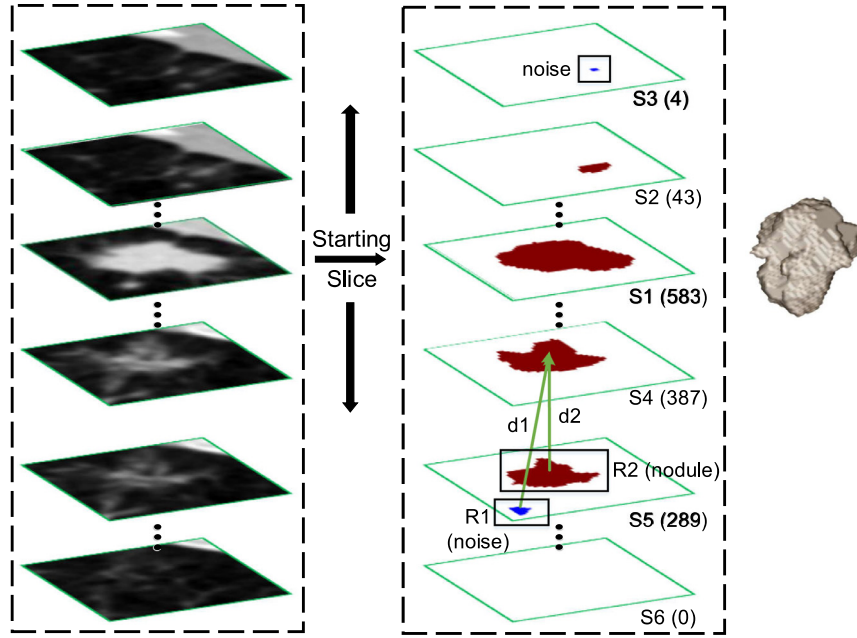 noise
S3 (4)
S2 (43)
Starting
Slice
S1 (583)
S4 (387)
d1
d2
R2 (nodule)
R1
(noise)
S5 (289)
S6 (0)